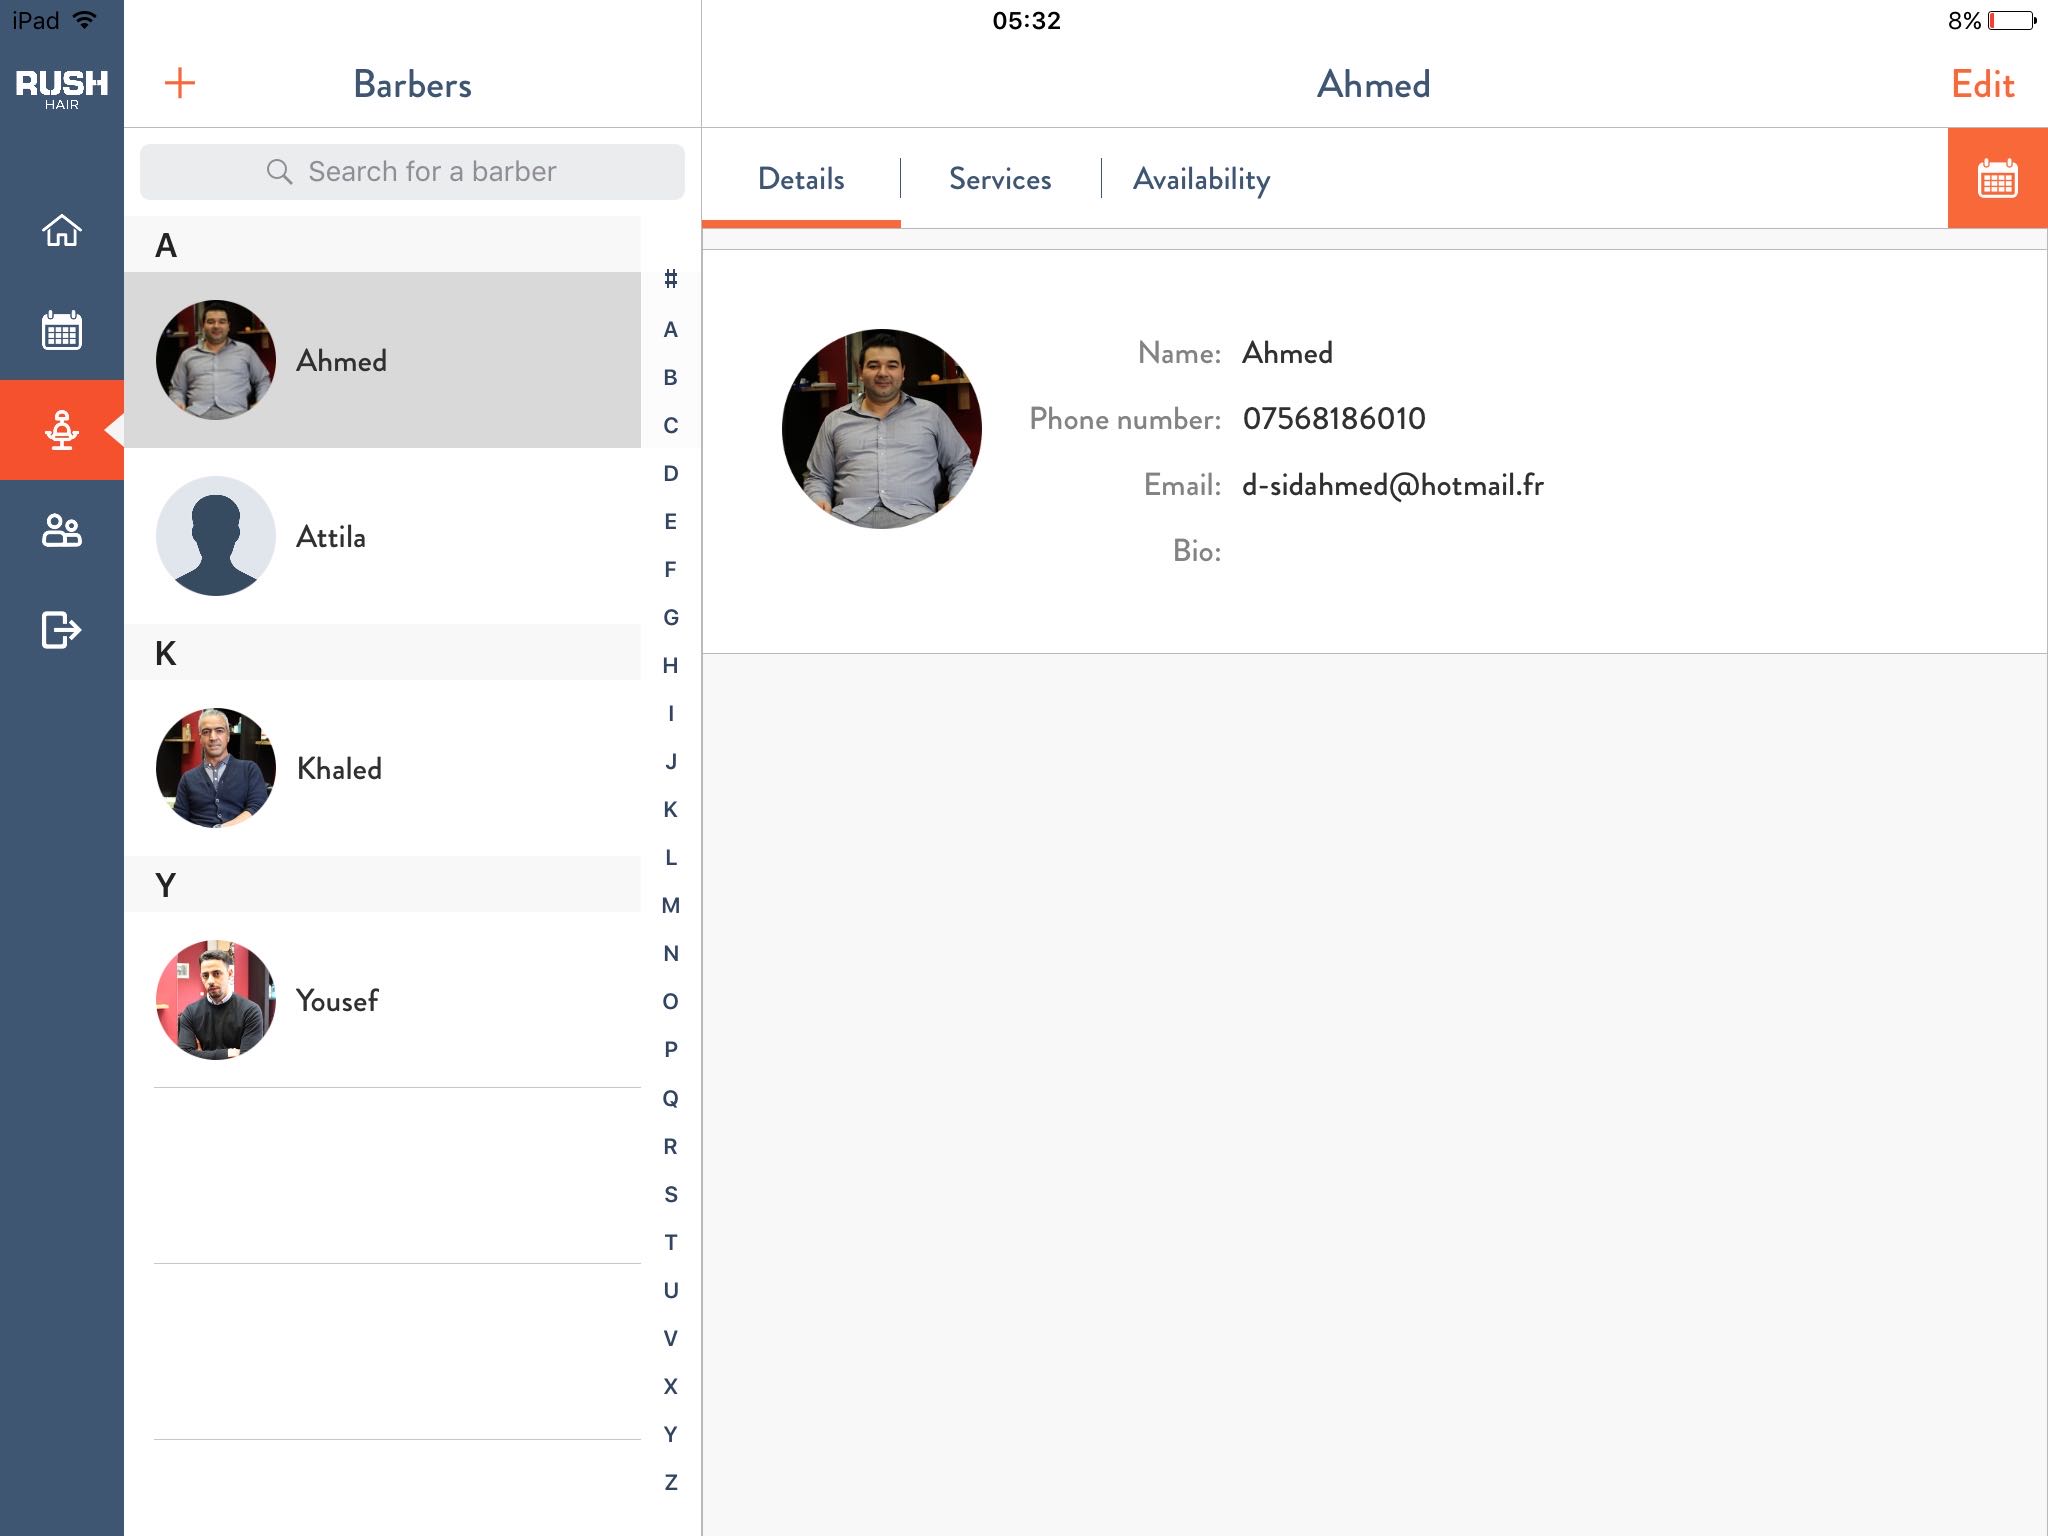 iPad
05:32
8%
RUSH
HAIR
Barbers
Search for a barber
A
Ahmed
Attila
K
Khaled
Y
Yousef
#
A
B
C
D
E
F
G
H
I
J
K
L
M
N
O
P
Q
R
S
T
U
V
X
Y
Z
Ahmed
Edit
Details
Services
Availability
Name: Ahmed
Phone number: 07568186010
Email: d-sidahmed@hotmail.fr
Bio: